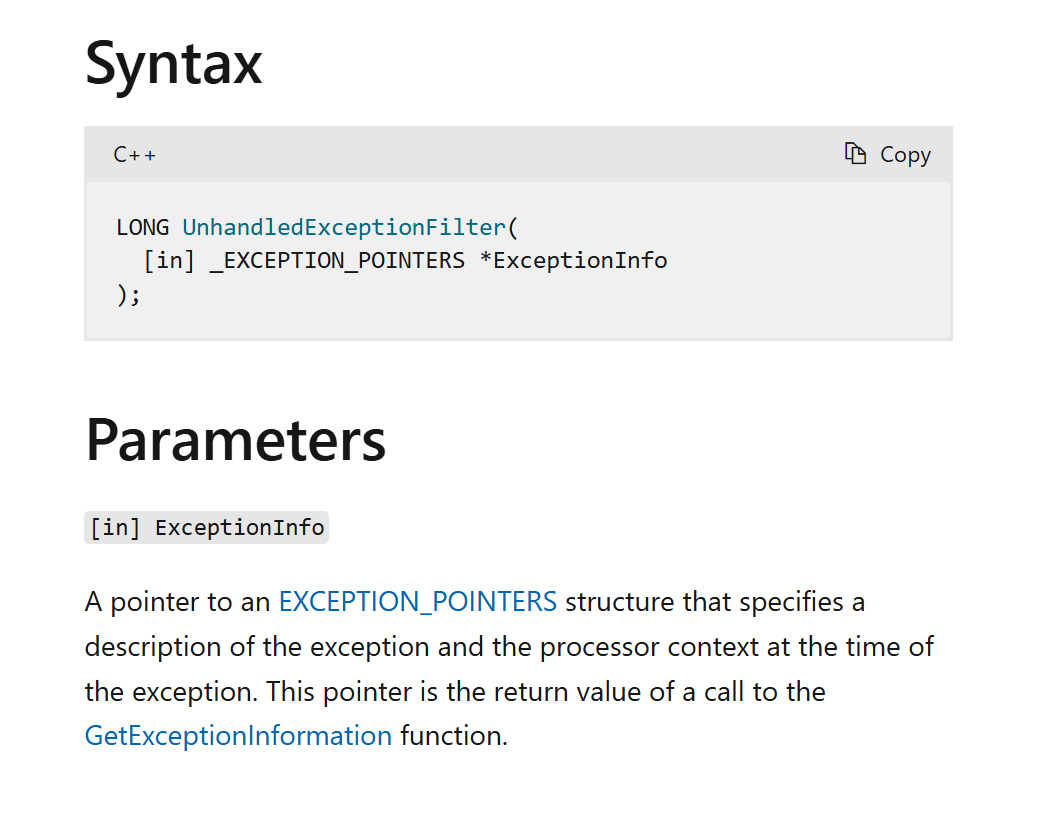 Syntax
C++
Copy
LONG UnhandledExceptionFilter(
  [in] _EXCEPTION_POINTERS *ExceptionInfo
);
Parameters
[in] ExceptionInfo
A pointer to an EXCEPTION_POINTERS structure that specifies a
description of the exception and the processor context at the time of
the exception. This pointer is the return value of a call to the
GetExceptionInformation function.